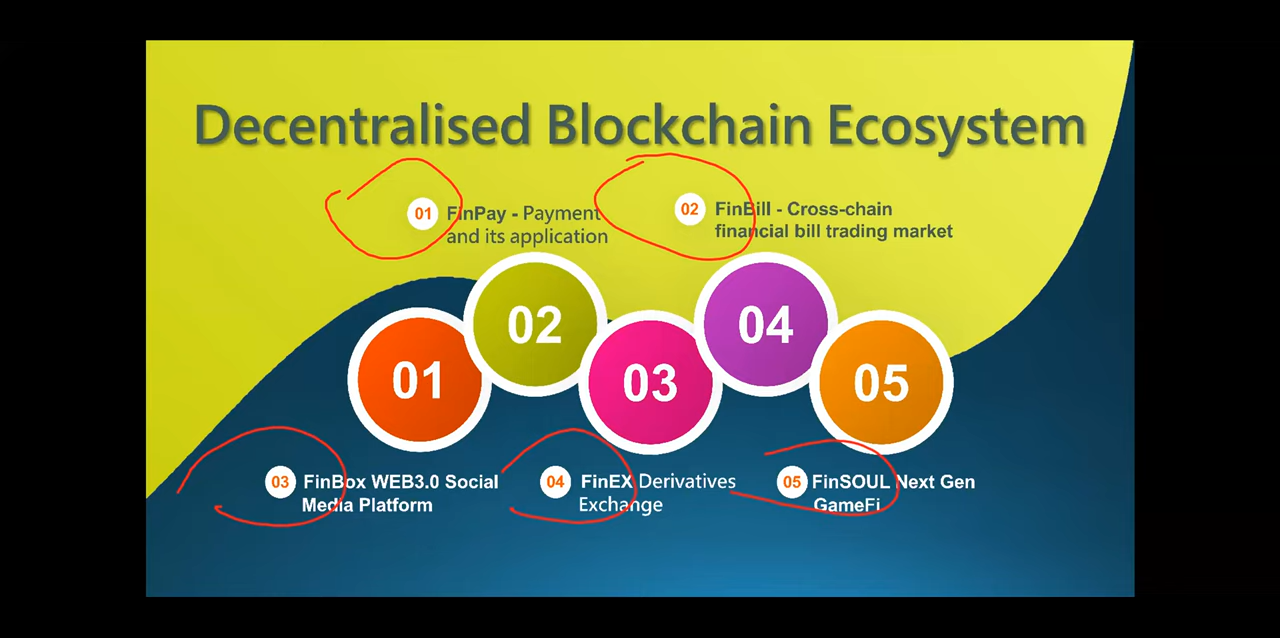 Decentralised Blockchain Ecosystem
01
FinPay - Payment
and its application
02
FinBill - Cross-chain
financial bill trading market
01
02
03
04
05
03
FinBox WEB3.0 Social
Media Platform
04
FinEX Derivatives
Exchange
05
FinSOUL Next Gen
GameFi